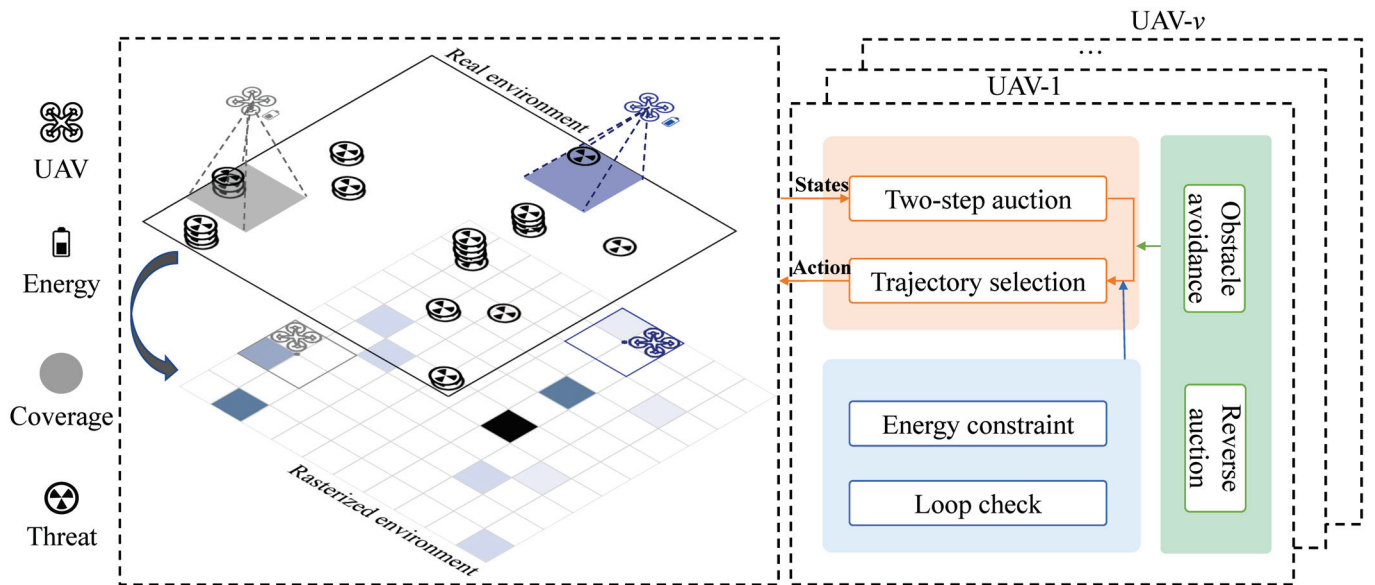 UAV
Energy
Coverage
Threat
Real environment
Rasterized environment
UAV-v
...
UAV-1
States
Two-step auction
Action
Trajectory selection
Energy constraint
Loop check
Obstacle
avoidance
Reverse
auction